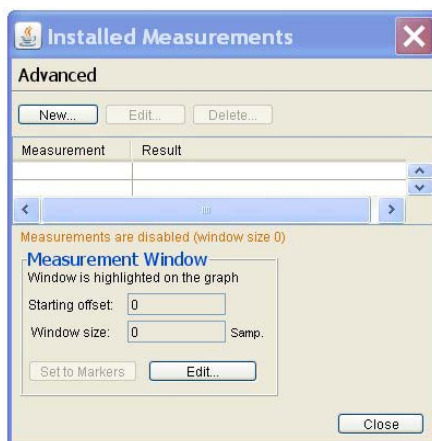 Installed Measurements
Advanced
New... Edit... Delete...
Measurement Result
Measurements are disabled (window size 0)
Measurement Window
Window is highlighted on the graph
Starting offset: 0
Window size: 0 Samp.
Set to Markers Edit...
Close